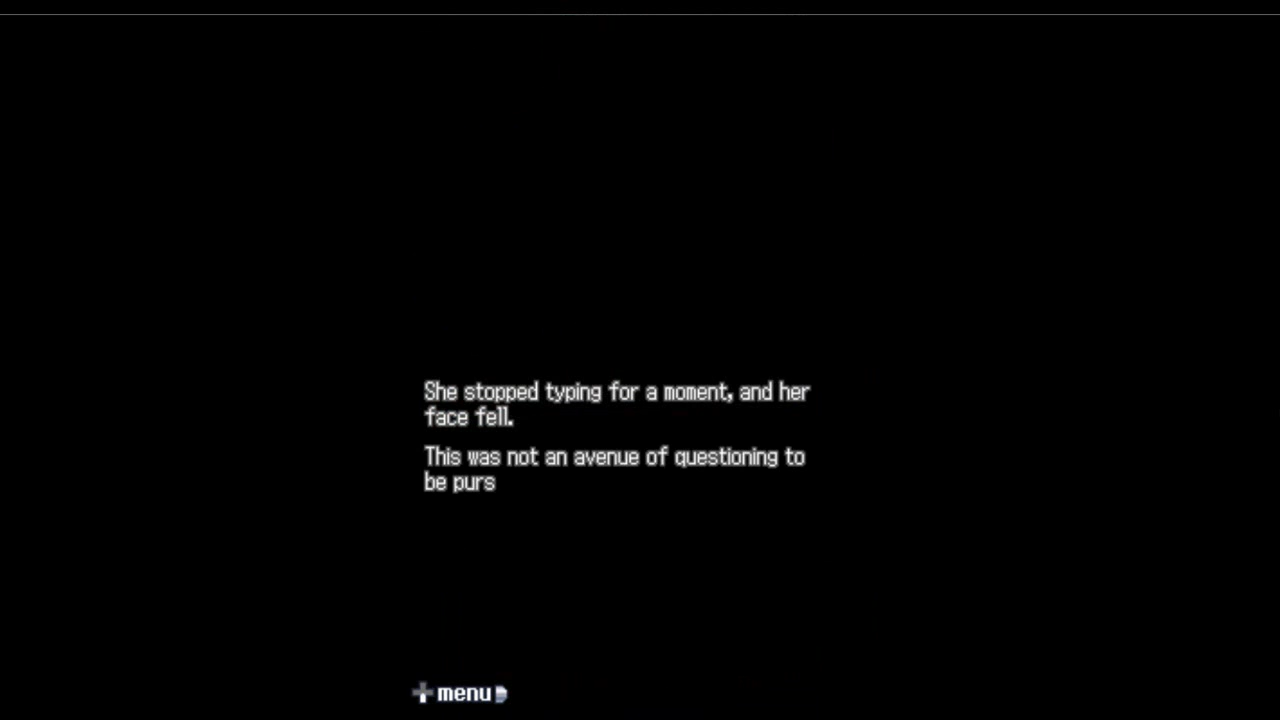 She stopped typing for a moment, and her
face fell.
This was not an avenue of questioning to
be purs
menu